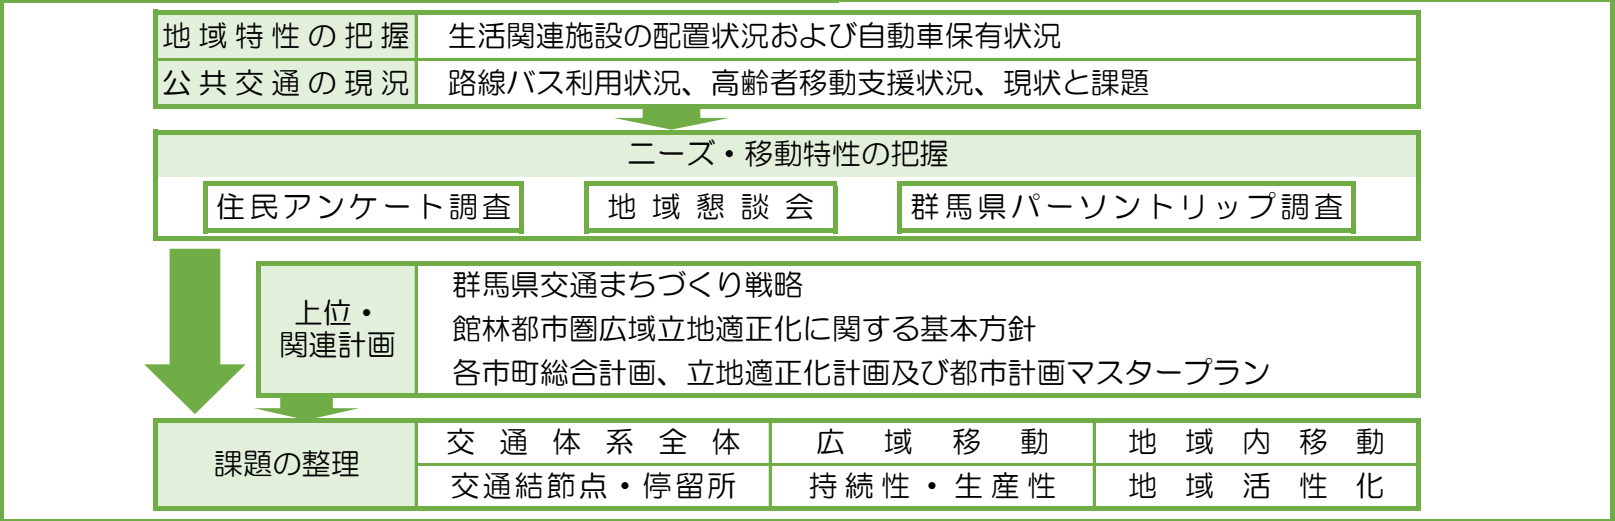 地域特性の把握 生活関連施設の配置状況および自動車保有状況
公共交通の現況 路線バス利用状況、高齢者移動支援状況、現状と課題
ニーズ・移動特性の把握
住民アンケート調査 地域懇談会 群馬県パーソントリップ調査
上位・
関連計画
群馬県交通まちづくり戦略
館林都市圏広域立地適正化に関する基本方針
各市町総合計画、立地適正化計画及び都市計画マスタープラン
課題の整理
交通体系全体 広域移動 地域内移動
交通結節点・停留所 持続性・生産性 地域活性化